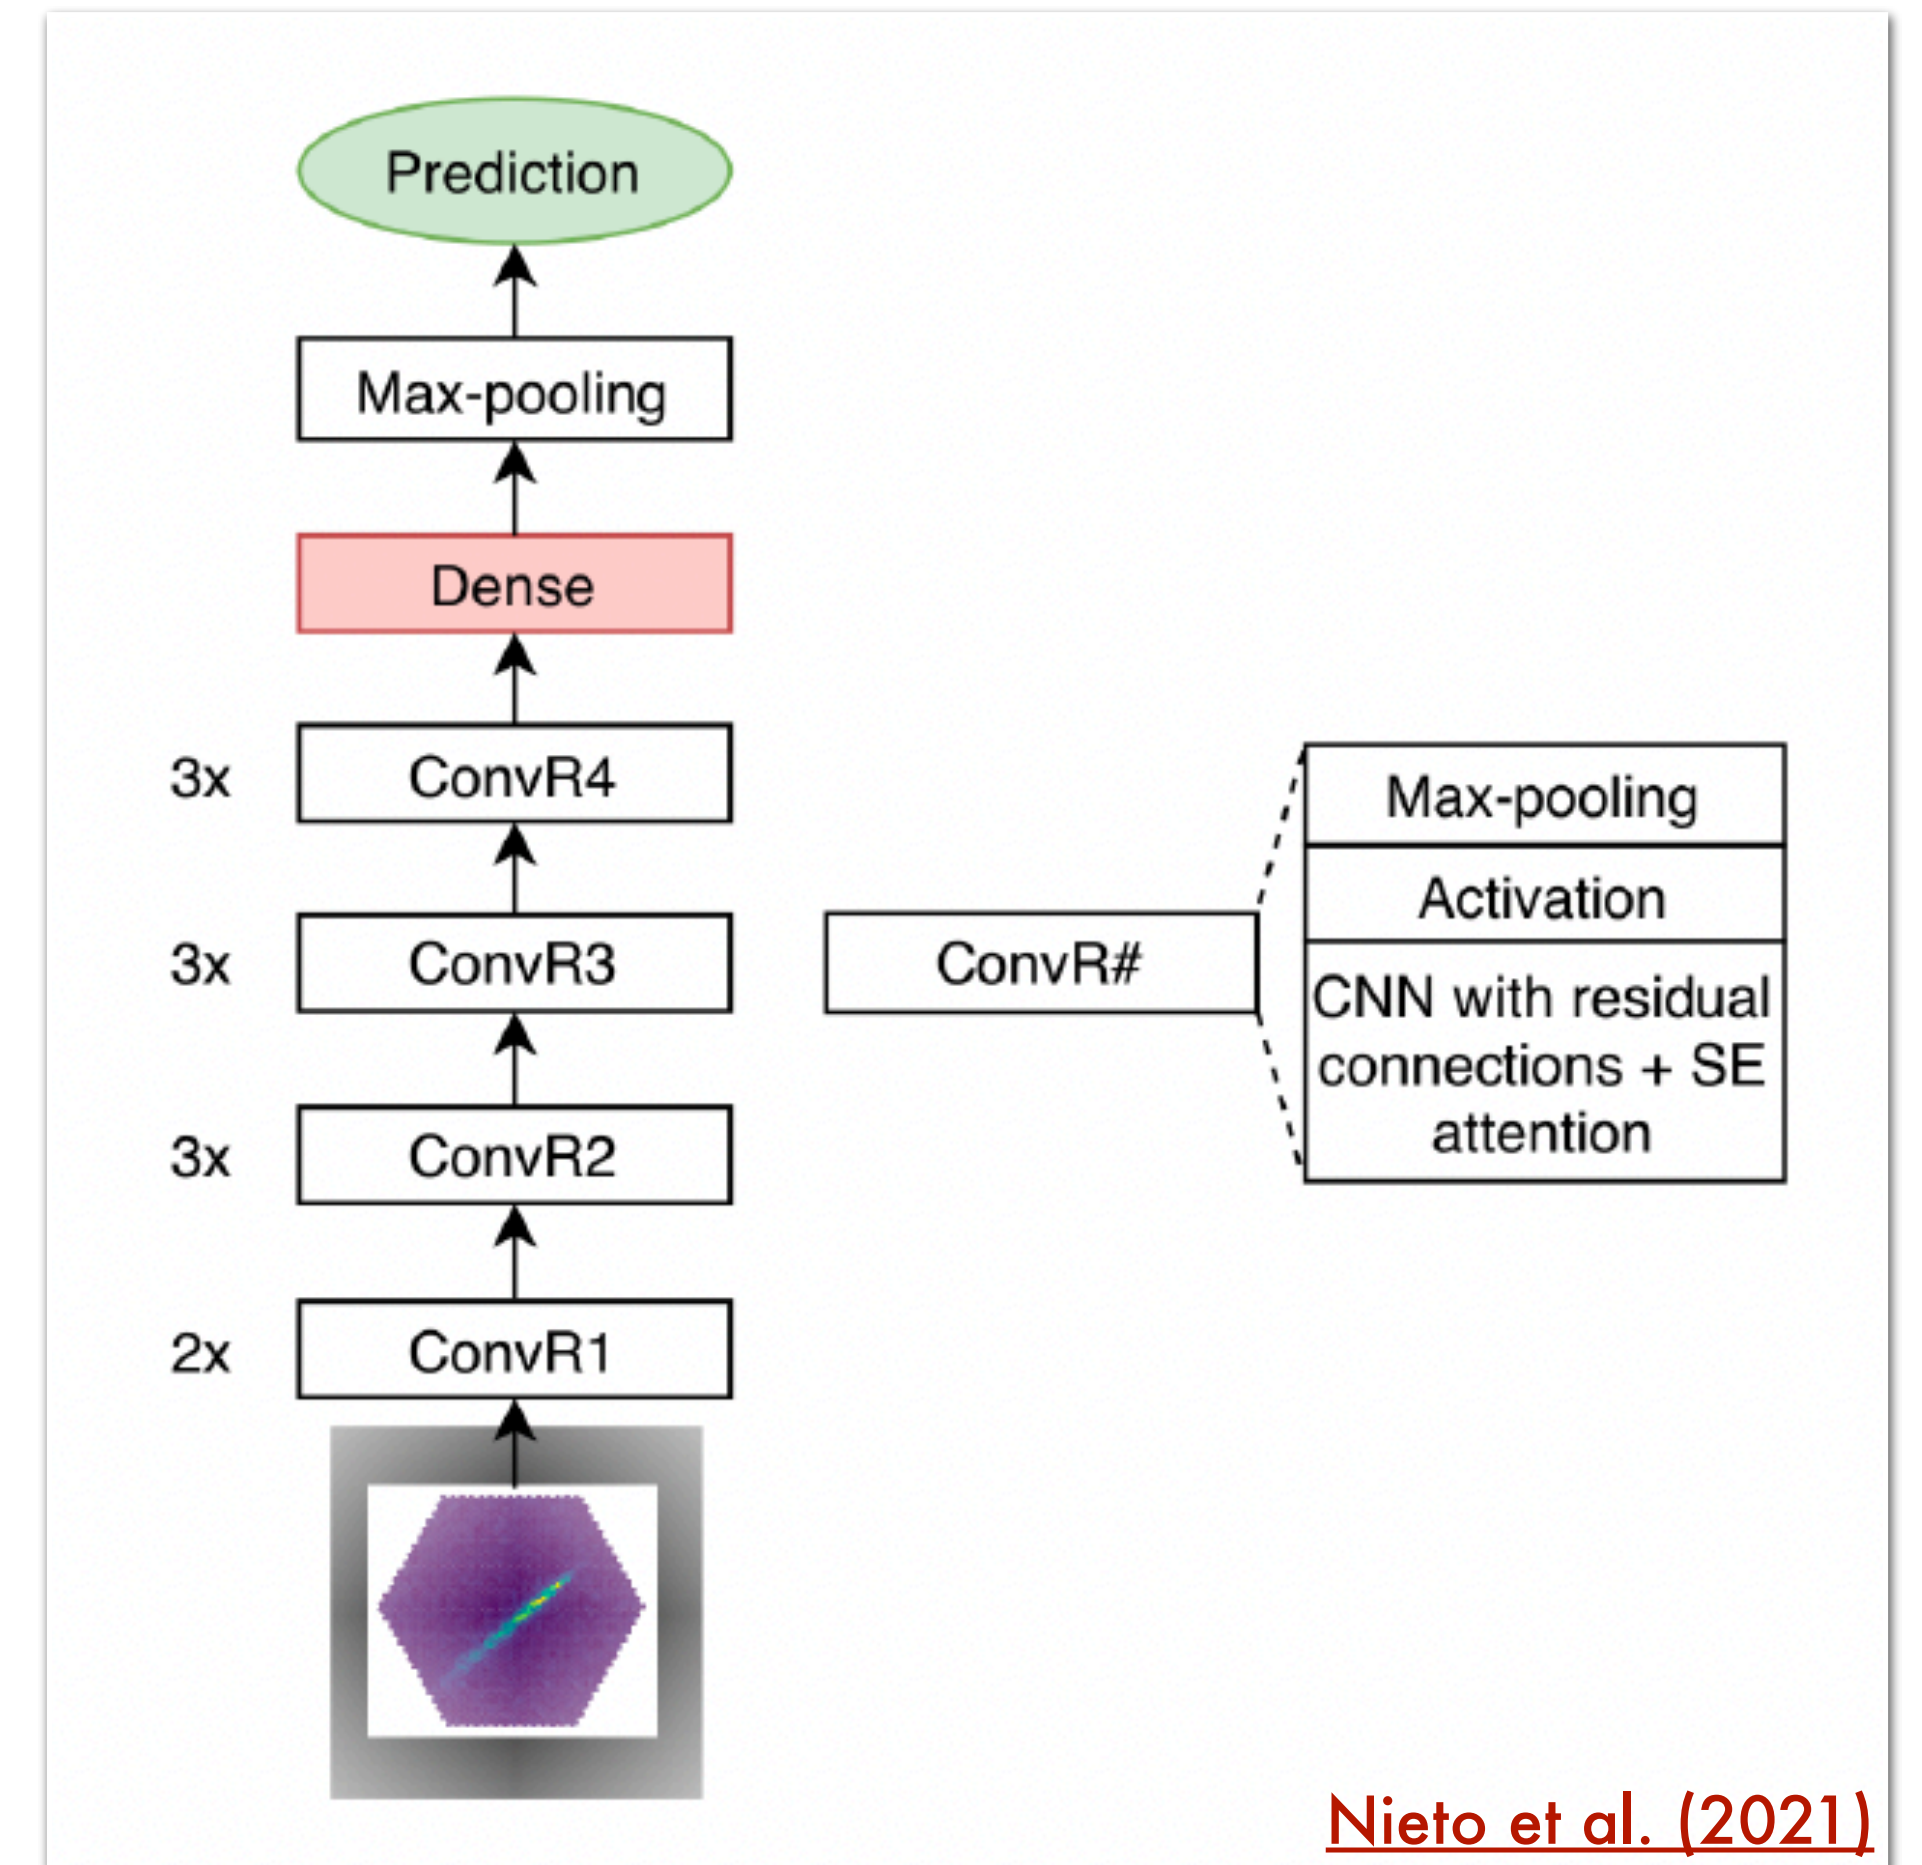 Prediction
Max-pooling
Dense
3x ConvR4
3x ConvR3
3x ConvR2
2x ConvR1
ConvR#
Max-pooling
Activation
CNN with residual
connections + SE
attention
Nieto et al. (2021)